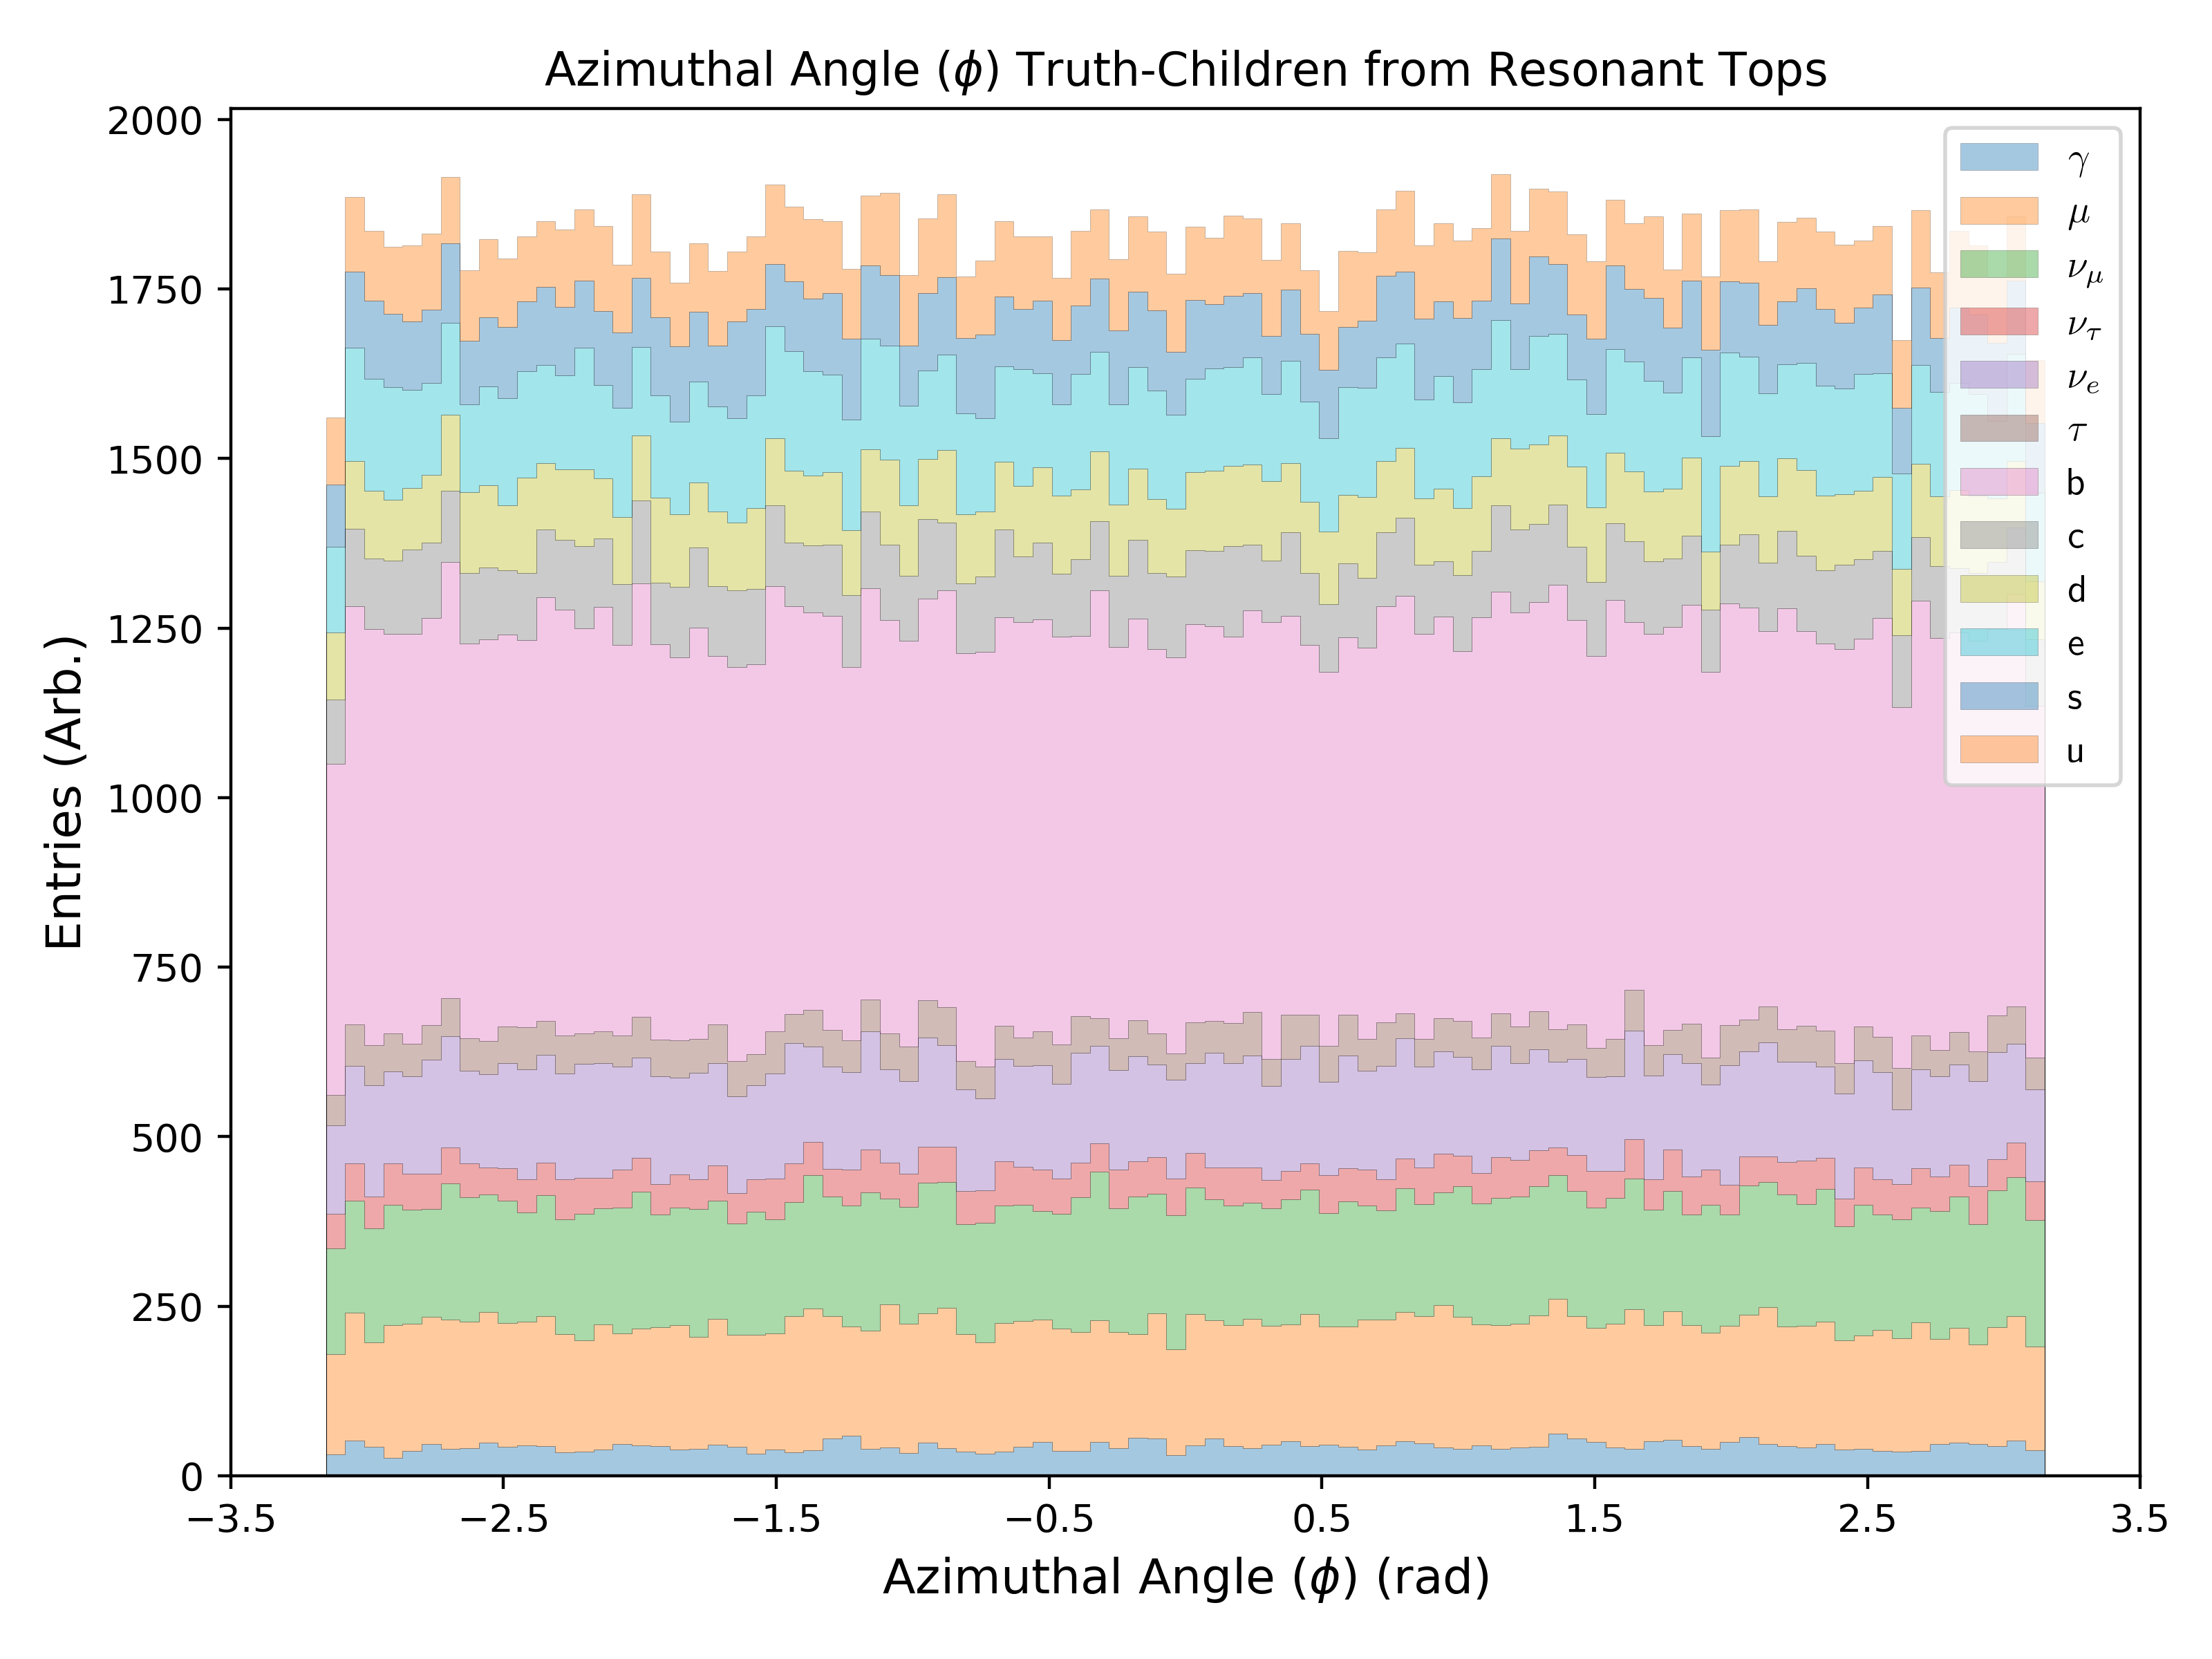 Azimuthal Angle (ϕ) Truth-Children from Resonant Tops
Entries (Arb.)
2000
1750
1500
1250
1000
750
500
250
0
−3.5 −2.5 −1.5 −0.5 0.5 1.5 2.5 3.5
Azimuthal Angle (ϕ) (rad)
γ
μ
ν_μ
ν_τ
ν_e
τ
b
c
d
e
s
u